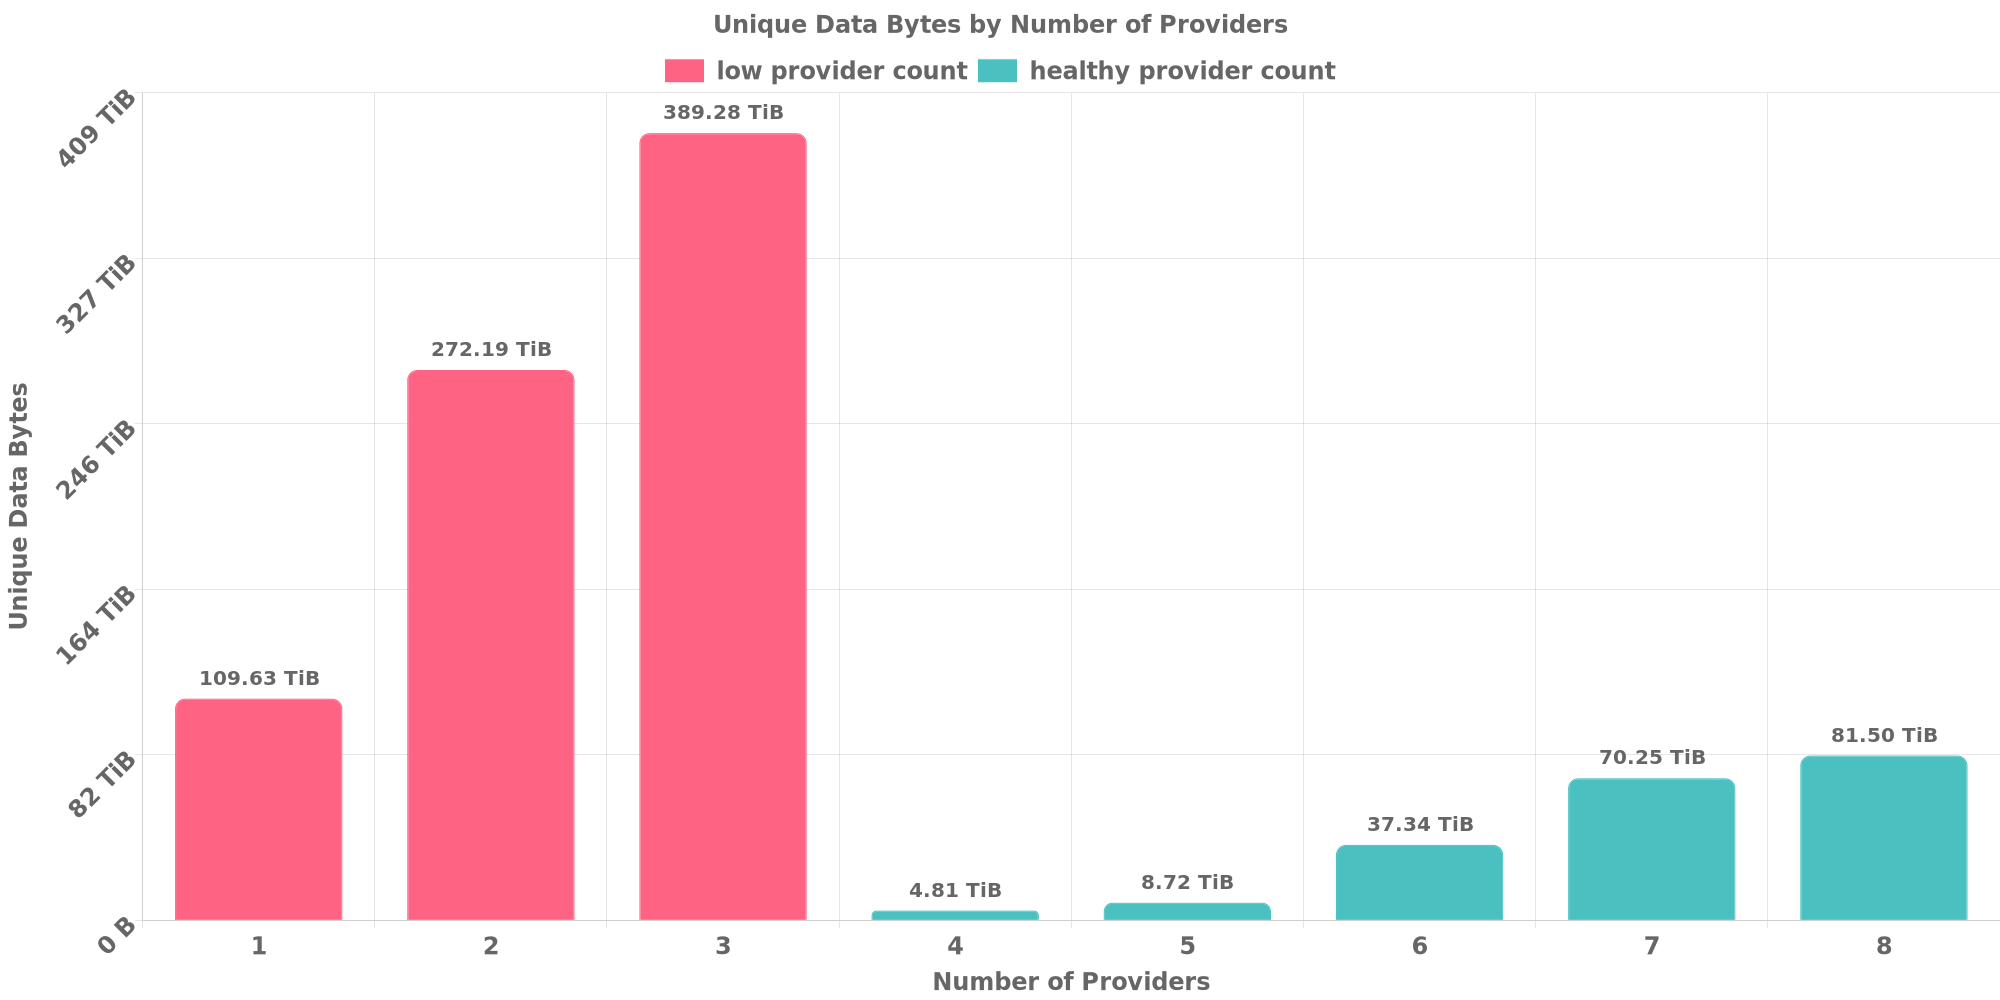 Unique Data Bytes by Number of Providers
low provider count healthy provider count
409 TiB
327 TiB
246 TiB
164 TiB
82 TiB
0 B
Unique Data Bytes
109.63 TiB
272.19 TiB
389.28 TiB
4.81 TiB
8.72 TiB
37.34 TiB
70.25 TiB
81.50 TiB
1 2 3 4 5 6 7 8
Number of Providers